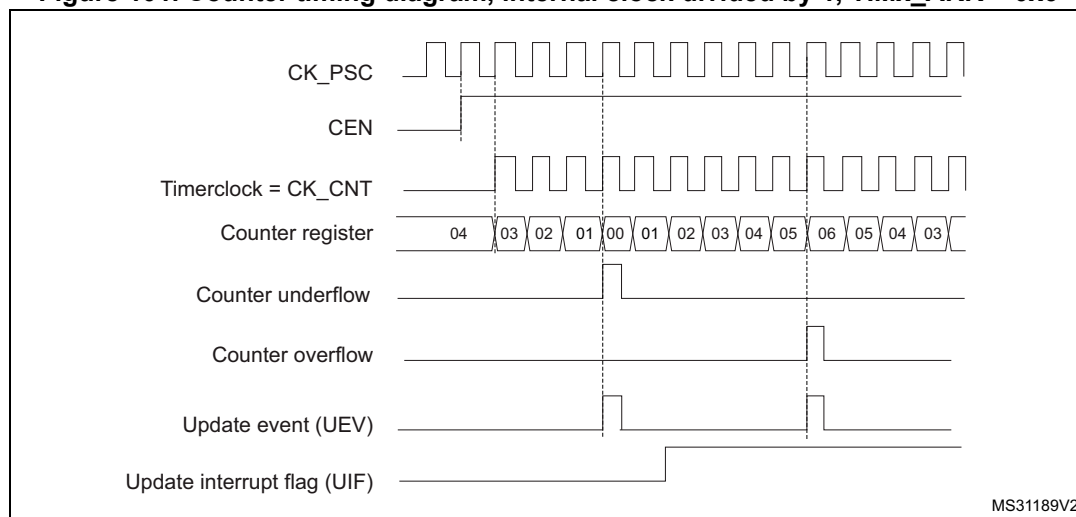 CK_PSC
CEN
Timerclock = CK_CNT
Counter register 04 03 02 01 00 01 02 03 04 05 06 05 04 03
Counter underflow
Counter overflow
Update event (UEV)
Update interrupt flag (UIF)
MS31189V2